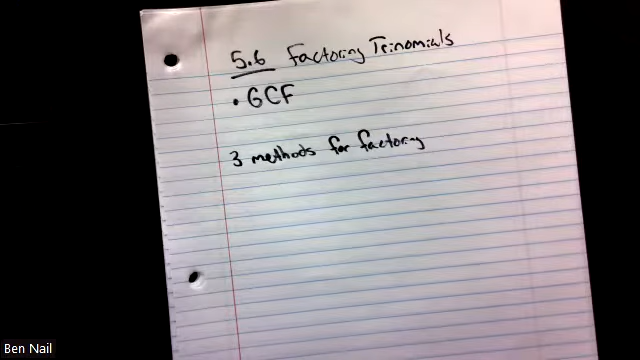 5.6 Factoring Trinomials
• GCF
3 methods for factoring
Ben Nail